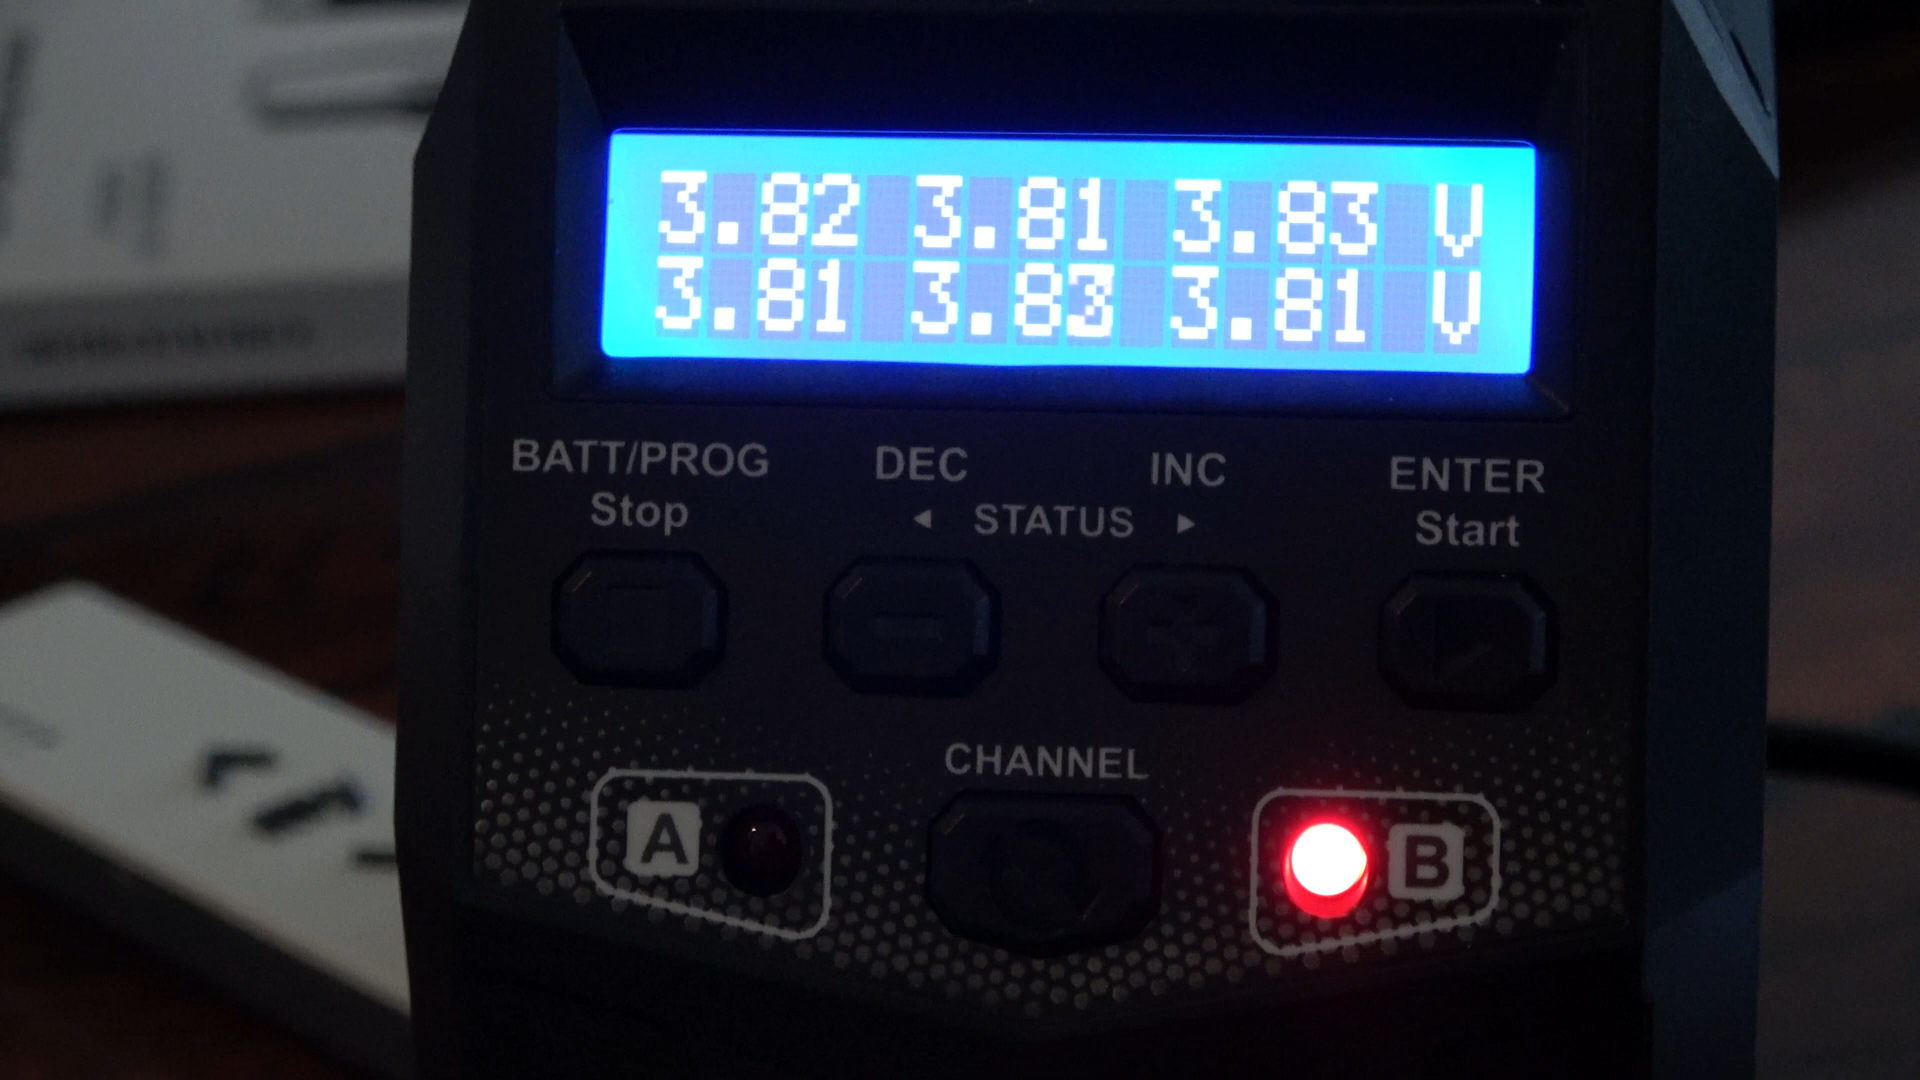 3.82 3.81 3.83 V
3.81 3.83 3.81 V
BATT/PROG DEC INC ENTER
Stop ◄ STATUS ► Start
CHANNEL
A B